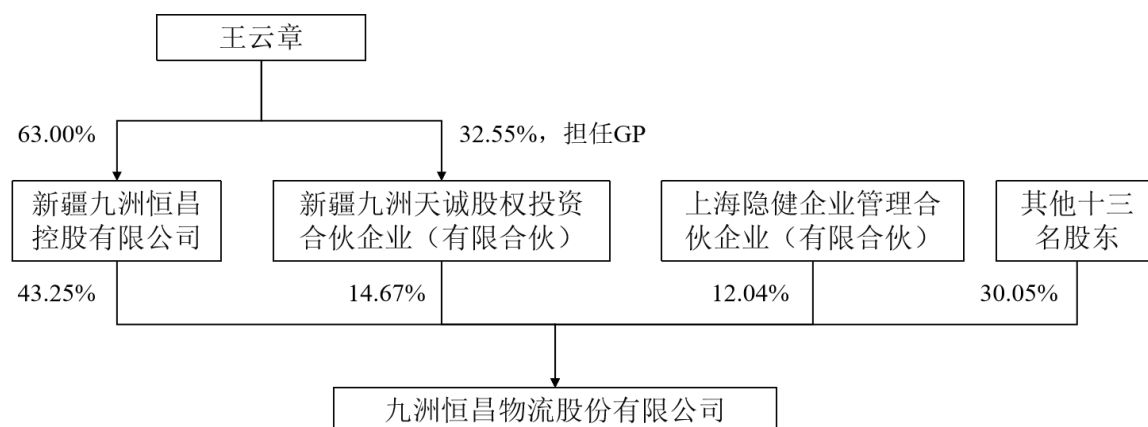 王云章
63.00%
32.55%，担任GP
新疆九洲恒昌
控股有限公司
新疆九洲天诚股权投资
合伙企业（有限合伙）
上海隐健企业管理合
伙企业（有限合伙）
其他十三
名股东
43.25%
14.67%
12.04%
30.05%
九洲恒昌物流股份有限公司